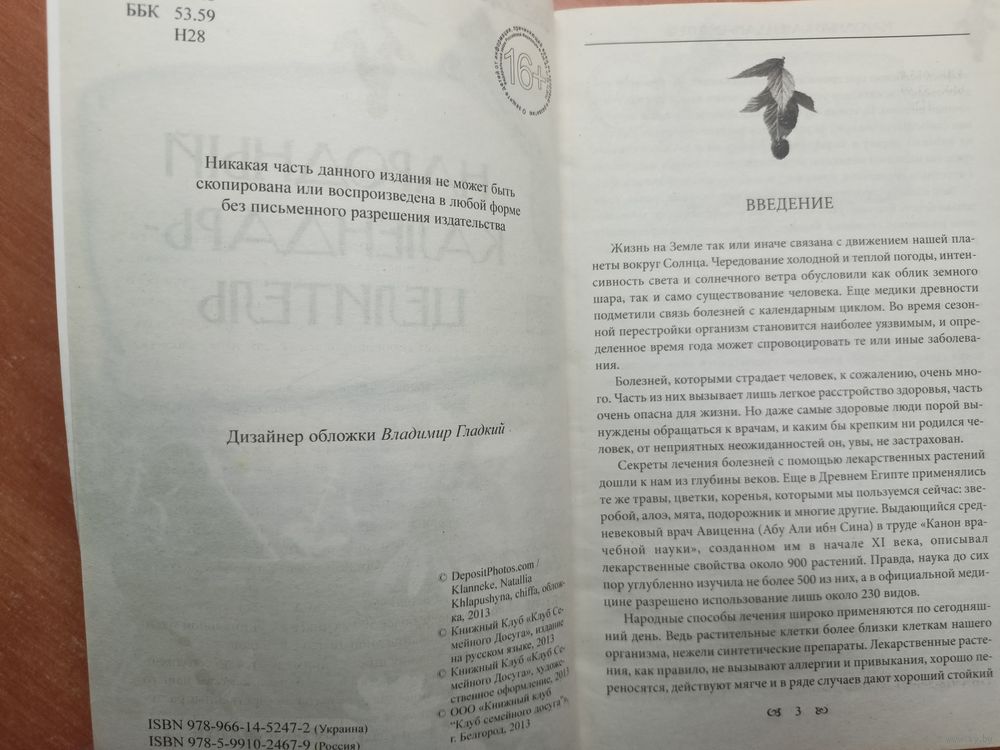 ББК 53.59
Н28
16+
Никакая часть данного издания не может быть
скопирована или воспроизведена в любой форме
без письменного разрешения издательства
НАРОДНЫЙ
КАЛЕНДАРЬ-
ЦЕЛИТЕЛЬ
Дизайнер обложки Владимир Гладкий
© DepositPhotos.com /
Klanneke, Natallia
Khlapushyna, chiffa, облож-
ка, 2013
© Книжный Клуб «Клуб Се-
мейного Досуга», издание
на русском языке, 2013
© Книжный Клуб «Клуб Се-
мейного Досуга», художе-
ственное оформление, 2013
© ООО «Книжный клуб
"Клуб семейного досуга"»,
г. Белгород, 2013
ISBN 978-966-14-5247-2 (Украина)
ISBN 978-5-9910-2467-9 (Россия)
ВВЕДЕНИЕ
Жизнь на Земле так или иначе связана с движением нашей пла-
неты вокруг Солнца. Чередование холодной и теплой погоды, интен-
сивность света и солнечного ветра обусловили как облик земного
шара, так и само существование человека. Еще медики древности
подметили связь болезней с календарным циклом. Во время сезон-
ной перестройки организм становится наиболее уязвимым, и опре-
деленное время года может спровоцировать те или иные заболева-
ния.
Болезней, которыми страдает человек, к сожалению, очень мно-
го. Часть из них вызывает лишь легкое расстройство здоровья, часть
очень опасна для жизни. Но даже самые здоровые люди порой вы-
нуждены обращаться к врачам, и каким бы крепким ни родился че-
ловек, от неприятных неожиданностей он, увы, не застрахован.
Секреты лечения болезней с помощью лекарственных растений
дошли к нам из глубины веков. Еще в Древнем Египте применялись
те же травы, цветки, коренья, которыми мы пользуемся сейчас: зве-
робой, алоэ, мята, подорожник и многие другие. Выдающийся сред-
невековый врач Авиценна (Абу Али ибн Сина) в труде «Канон вра-
чебной науки», созданном им в начале XI века, описывал
лекарственные свойства около 900 растений. Правда, наука до сих
пор углубленно изучила не более 500 из них, а в официальной меди-
цине разрешено использование лишь около 230 видов.
Народные способы лечения широко применяются по сегодняш-
ний день. Ведь растительные клетки более близки клеткам нашего
организма, нежели синтетические препараты. Лекарственные расте-
ния, как правило, не вызывают аллергии и привыкания, хорошо пе-
реносятся, действуют мягче и в ряде случаев дают хороший стойкий
3